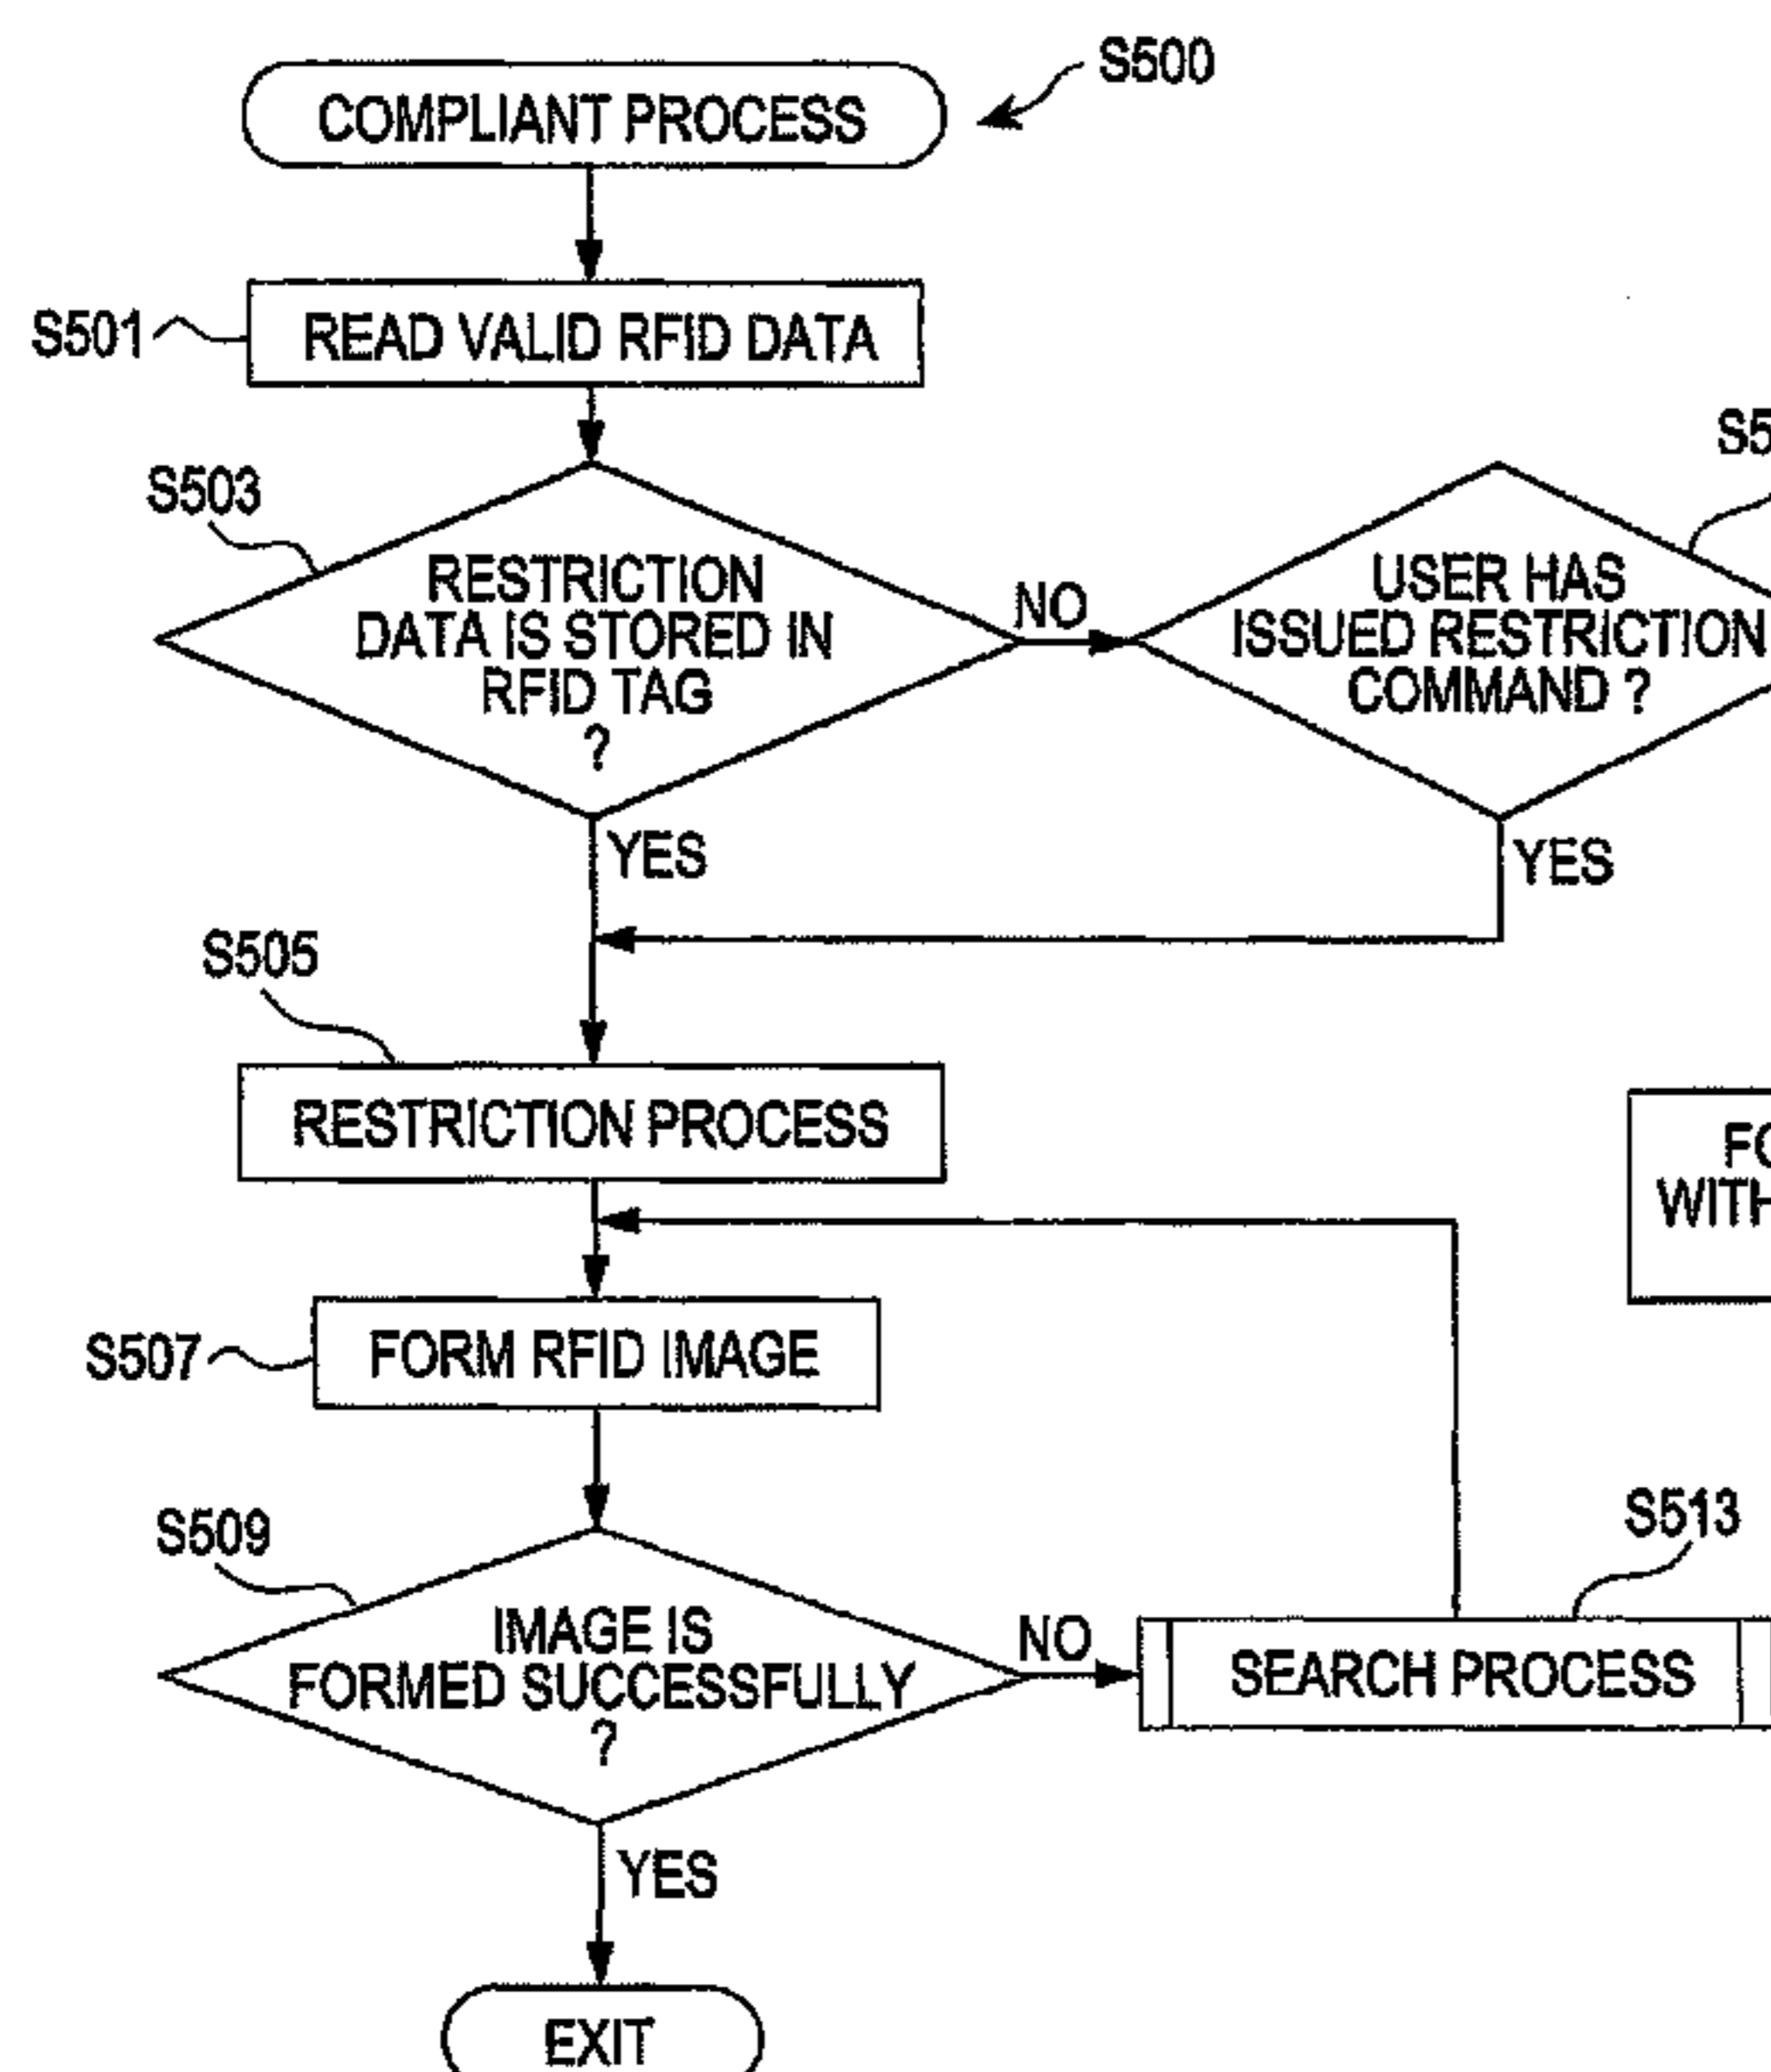 S500
COMPLIANT PROCESS
S501
READ VALID RFID DATA
S503
RESTRICTION
DATA IS STORED IN
RFID TAG
?
NO
USER HAS
ISSUED RESTRICTION
COMMAND ?
YES
YES
S505
RESTRICTION PROCESS
S507
FORM RFID IMAGE
S509
IMAGE IS
FORMED SUCCESSFULLY
?
NO
S513
SEARCH PROCESS
YES
EXIT